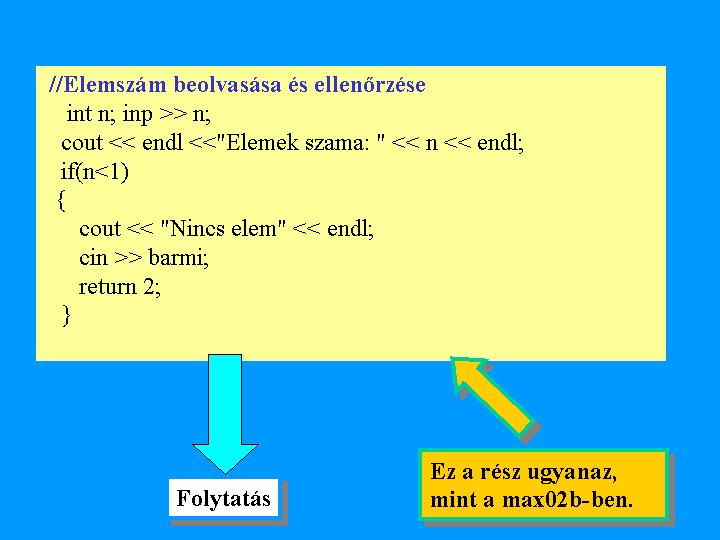 //Elemszám beolvasása és ellenőrzése
int n; inp >> n;
cout << endl <<"Elemek szama: " << n << endl;
if(n<1)
{
cout << "Nincs elem" << endl;
cin >> barmi;
return 2;
}
Folytatás
Ez a rész ugyanaz,
mint a max02b-ben.